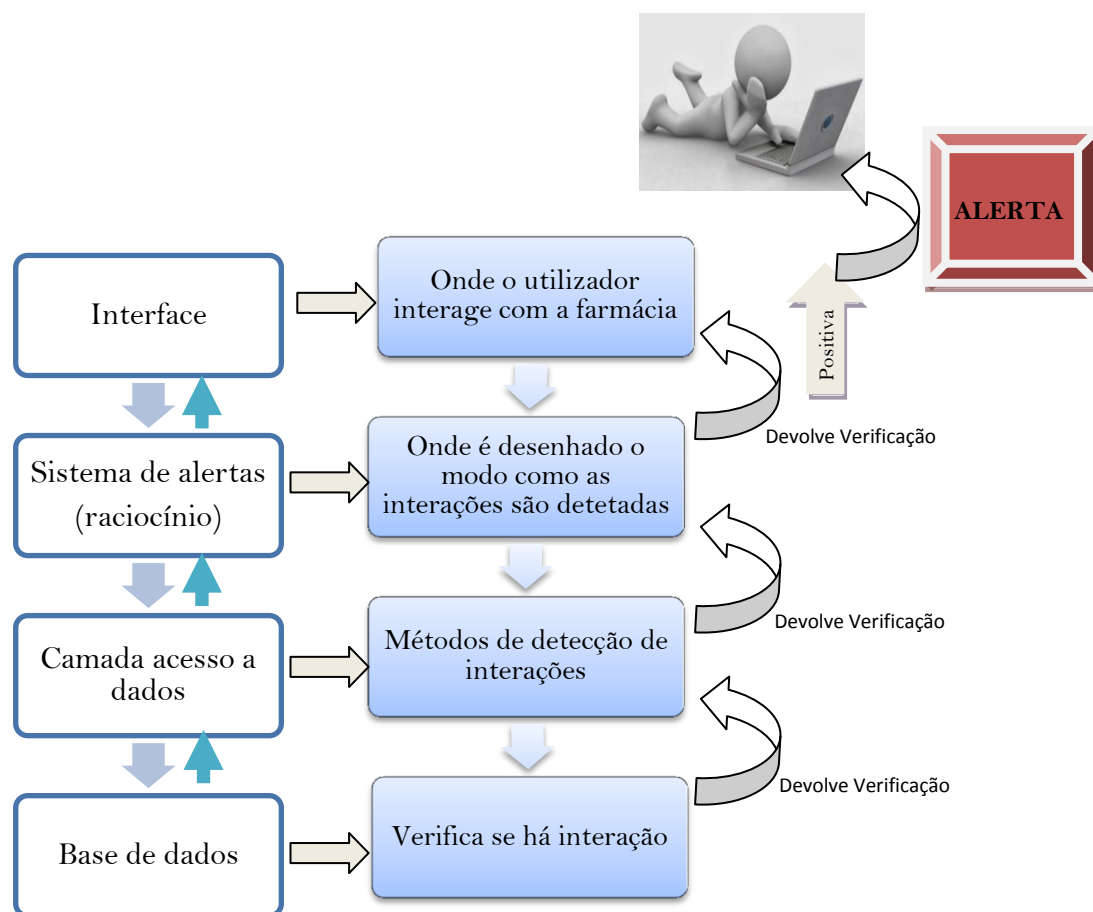 ALERTA
Positiva
Interface
Onde o utilizador
interage com a farmácia
Devolve Verificação
Sistema de alertas
(raciocínio)
Onde é desenhado o
modo como as
interações são detetadas
Devolve Verificação
Camada acesso a
dados
Métodos de detecção de
interações
Devolve Verificação
Base de dados
Verifica se há interação